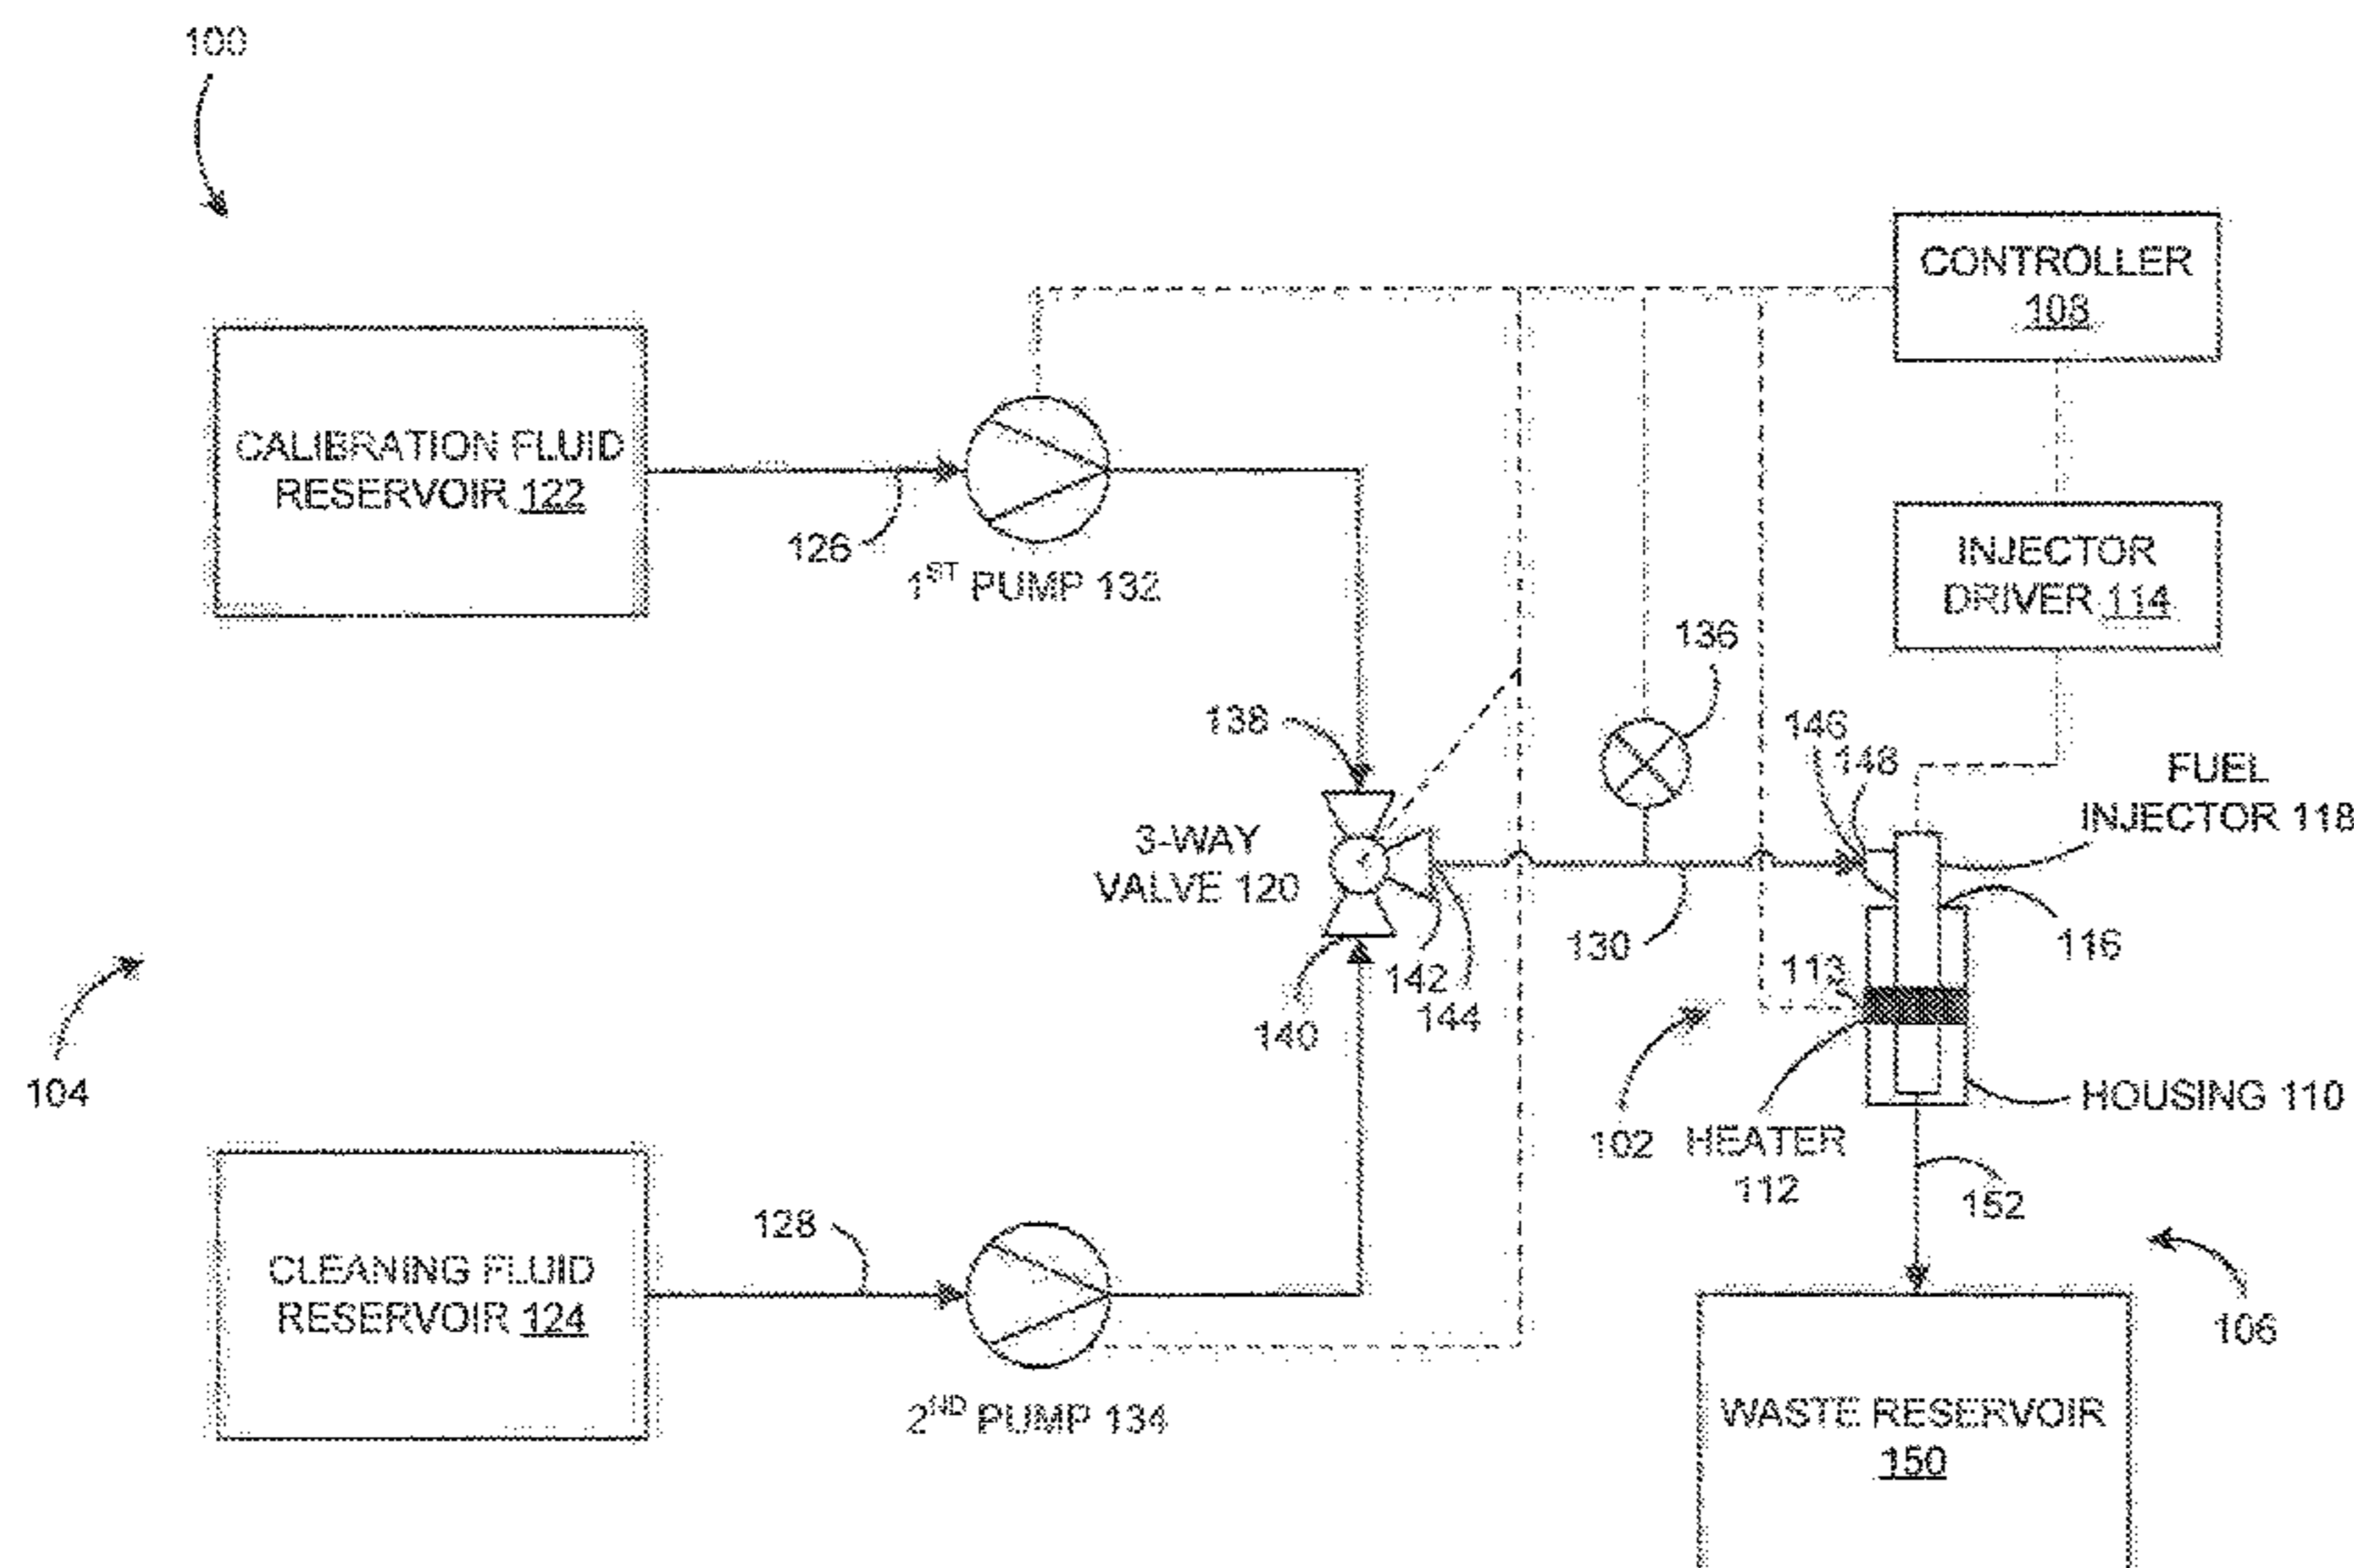 100
CONTROLLER
108
CALIBRATION FLUID
RESERVOIR 122
126
1ST PUMP 132
INJECTOR
DRIVER 114
136
138
146
148
FUEL
INJECTOR 118
3-WAY
VALVE 120
116
130
142
144
113
140
104
102
HEATER
112
HOUSING 110
152
128
CLEANING FLUID
RESERVOIR 124
106
2ND PUMP 134
WASTE RESERVOIR
150